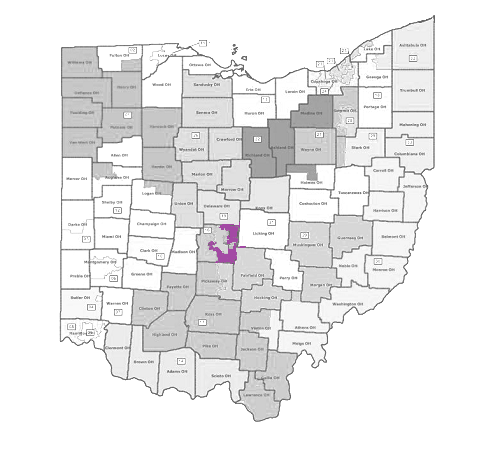 Fulton OH
Lucas OH
Lake OH
Ashtabula OH
Williams OH
Ottawa OH
Geauga OH
Cuyahoga OH
Defiance OH
Henry OH
Wood OH
Sandusky OH
Erie OH
Lorain OH
Trumbull OH
Portage OH
Paulding OH
Putnam OH
Hancock OH
Seneca OH
Huron OH
Medina OH
Summit OH
Mahoning OH
Van Wert OH
Allen OH
Wyandot OH
Crawford OH
Richland OH
Ashland OH
Wayne OH
Stark OH
Columbiana OH
Mercer OH
Auglaize OH
Hardin OH
Marion OH
Morrow OH
Holmes OH
Carroll OH
Jefferson OH
Logan OH
Union OH
Delaware OH
Knox OH
Coshocton OH
Tuscarawas OH
Harrison OH
Shelby OH
Darke OH
Miami OH
Champaign OH
Clark OH
Madison OH
Licking OH
Muskingum OH
Guernsey OH
Belmont OH
Noble OH
Monroe OH
Preble OH
Montgomery OH
Greene OH
Fayette OH
Pickaway OH
Fairfield OH
Perry OH
Morgan OH
Washington OH
Butler OH
Warren OH
Clinton OH
Ross OH
Hocking OH
Athens OH
Vinton OH
Meigs OH
Highland OH
Pike OH
Jackson OH
Clermont OH
Brown OH
Adams OH
Scioto OH
Gallia OH
Lawrence OH